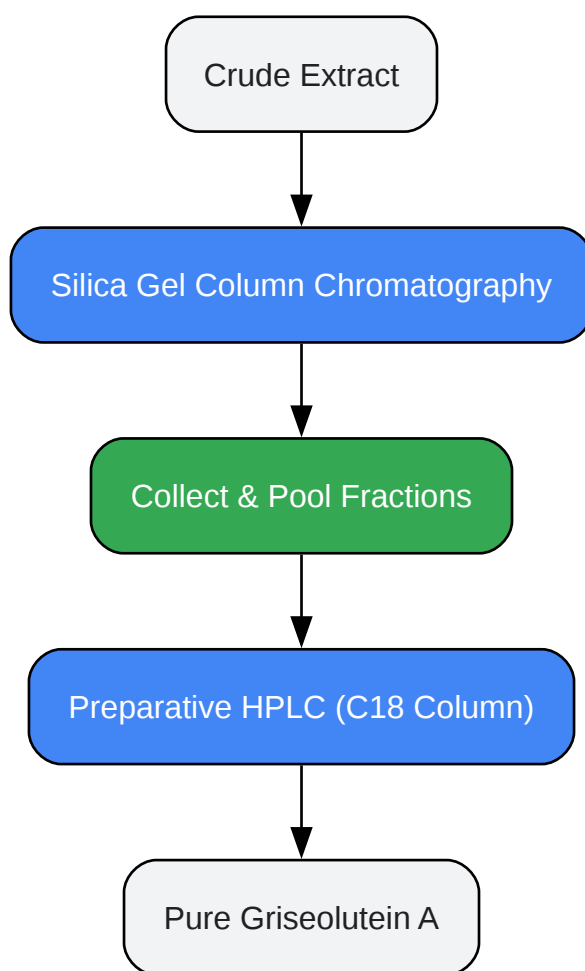 Crude Extract
Silica Gel Column Chromatography
Collect & Pool Fractions
Preparative HPLC (C18 Column)
Pure Griseolutein A